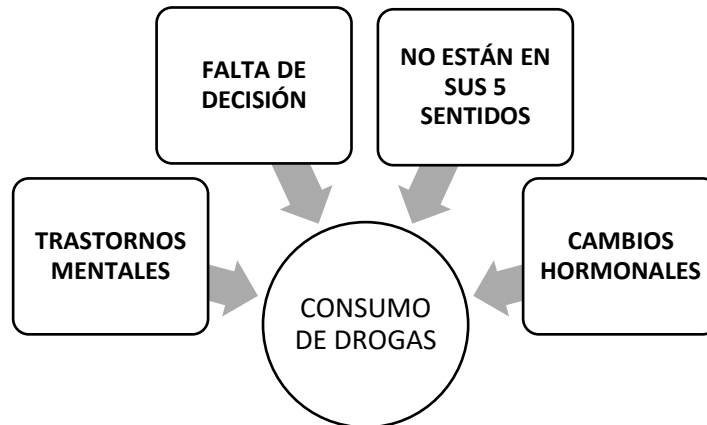 FALTA DE
DECISIÓN
NO ESTÁN EN
SUS 5
SENTIDOS
TRASTORNOS
MENTALES
CAMBIOS
HORMONALES
CONSUMO
DE DROGAS